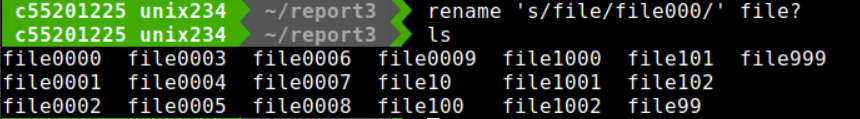 c55201225 unix234 ~/report3 rename 's/file/file000/' file?
c55201225 unix234 ~/report3 ls
file0000 file0003 file0006 file0009 file1000 file101 file999
file0001 file0004 file0007 file10 file1001 file102
file0002 file0005 file0008 file100 file1002 file99